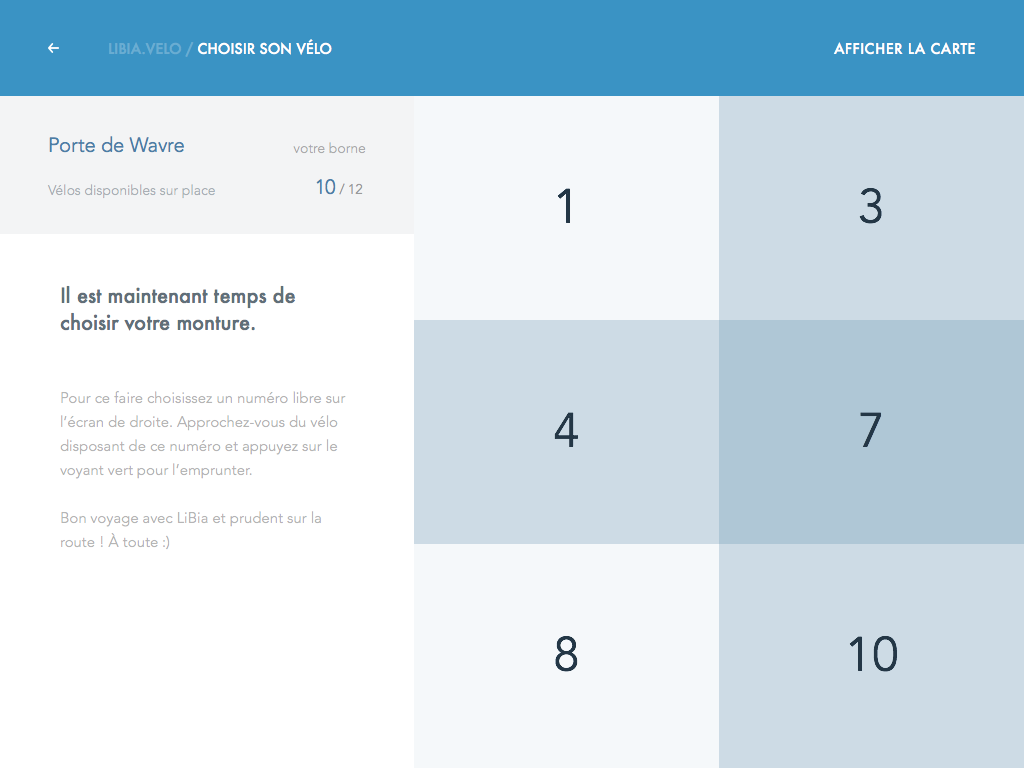 ← LIBIA.VELO / CHOISIR SON VÉLO
AFFICHER LA CARTE
Porte de Wavre
votre borne
Vélos disponibles sur place
10 / 12
Il est maintenant temps de
choisir votre monture.
Pour ce faire choisissez un numéro libre sur
l'écran de droite. Approchez-vous du vélo
disposant de ce numéro et appuyez sur le
voyant vert pour l'emprunter.
Bon voyage avec LiBia et prudent sur la
route ! À toute :)
1
3
4
7
8
10